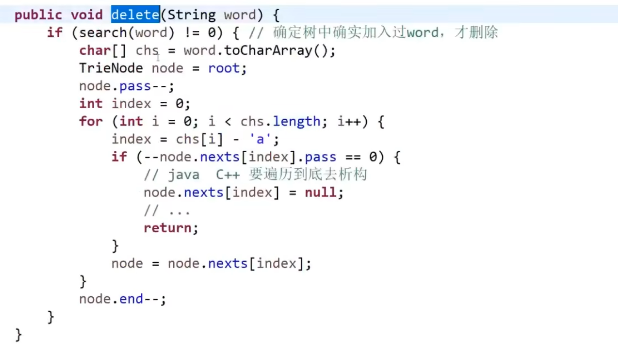 public void delete(String word) {
    if (search(word) != 0) { // 确定树中确实加入过word，才删除
        char[] chs = word.toCharArray();
        TrieNode node = root;
        node.pass--;
        int index = 0;
        for (int i = 0; i < chs.length; i++) {
            index = chs[i] - 'a';
            if (--node.nexts[index].pass == 0) {
                // java  C++ 要遍历到底去析构
                node.nexts[index] = null;
                // ...
                return;
            }
            node = node.nexts[index];
        }
        node.end--;
    }
}